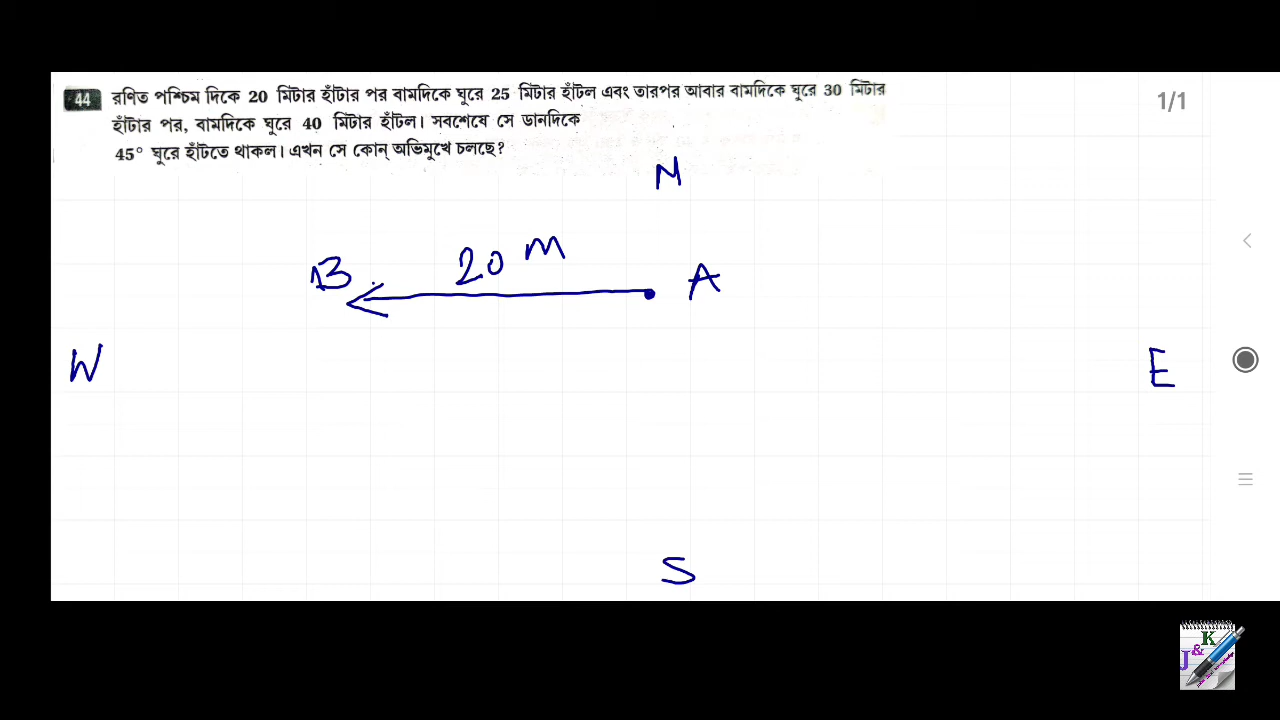 44 রণিত পশ্চিম দিকে 20 মিটার হাঁটার পর বামদিকে ঘুরে 25 মিটার হাঁটল এবং তারপর আবার বামদিকে ঘুরে 30 মিটার
হাঁটার পর, বামদিকে ঘুরে 40 মিটার হাঁটল। সবশেষে সে ডানদিকে
45° ঘুরে হাঁটতে থাকল। এখন সে কোন্ অভিমুখে চলছে?
1/1
N
B 20 m A
W E
S
J&K